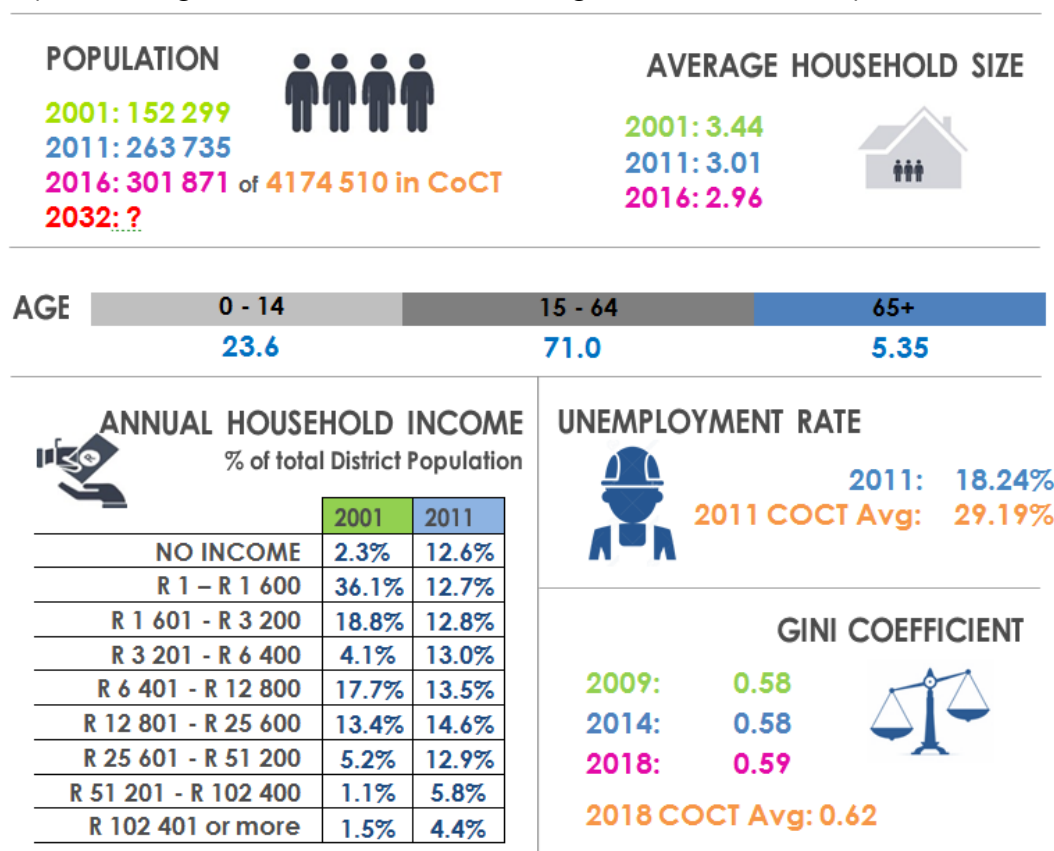 POPULATION
2001: 152 299
2011: 263 735
2016: 301 871 of 4174 510 in CoCT
2032: ?
AVERAGE HOUSEHOLD SIZE
2001: 3.44
2011: 3.01
2016: 2.96
AGE 0 - 14 15 - 64 65+
23.6 71.0 5.35
ANNUAL HOUSEHOLD INCOME
% of total District Population
R
2001 2011
NO INCOME 2.3% 12.6%
R 1 – R 1 600 36.1% 12.7%
R 1 601 - R 3 200 18.8% 12.8%
R 3 201 - R 6 400 4.1% 13.0%
R 6 401 - R 12 800 17.7% 13.5%
R 12 801 - R 25 600 13.4% 14.6%
R 25 601 - R 51 200 5.2% 12.9%
R 51 201 - R 102 400 1.1% 5.8%
R 102 401 or more 1.5% 4.4%
UNEMPLOYMENT RATE
2011: 18.24%
2011 COCT Avg: 29.19%
GINI COEFFICIENT
2009: 0.58
2014: 0.58
2018: 0.59
2018 COCT Avg: 0.62